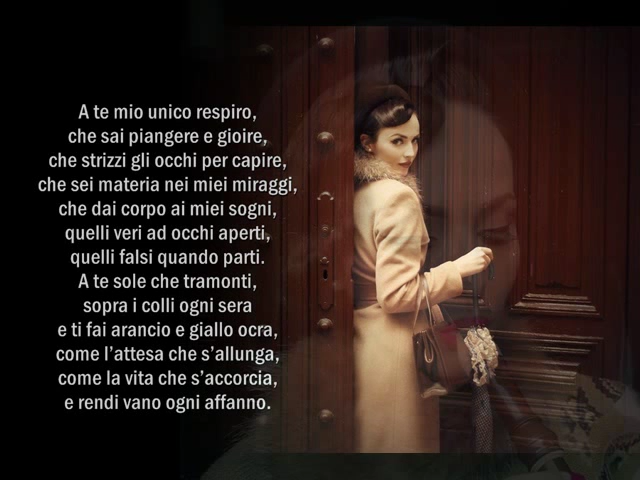 A te mio unico respiro,
che sai piangere e gioire,
che strizzi gli occhi per capire,
che sei materia nei miei miraggi,
che dai corpo ai miei sogni,
quelli veri ad occhi aperti,
quelli falsi quando parti.
A te sole che tramonti,
sopra i colli ogni sera
e ti fai arancio e giallo ocra,
come l'attesa che s'allunga,
come la vita che s'accorcia,
e rendi vano ogni affanno.